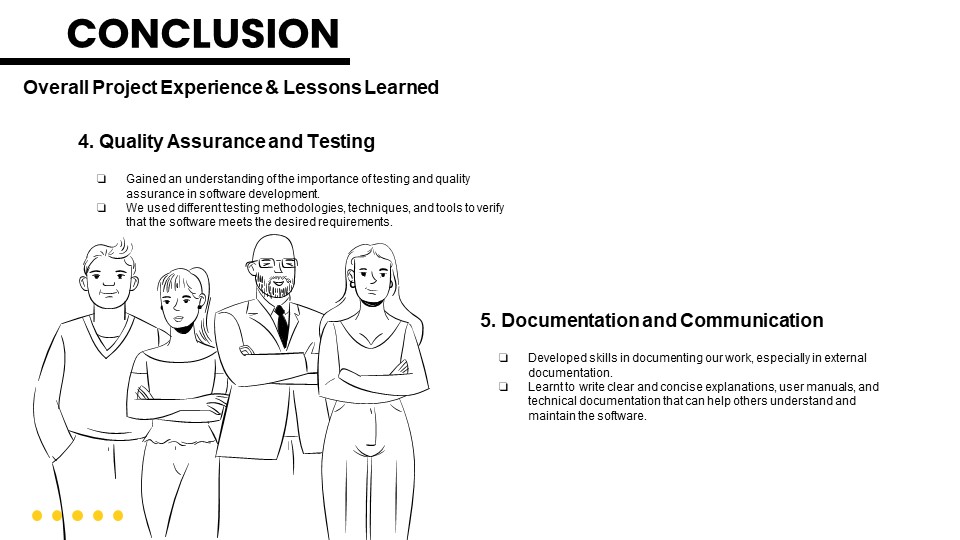 CONCLUSION
Overall Project Experience & Lessons Learned
4. Quality Assurance and Testing
❏ Gained an understanding of the importance of testing and quality
assurance in software development.
❏ We used different testing methodologies, techniques, and tools to verify
that the software meets the desired requirements.
5. Documentation and Communication
❏ Developed skills in documenting our work, especially in external
documentation.
❏ Learnt to write clear and concise explanations, user manuals, and
technical documentation that can help others understand and
maintain the software.